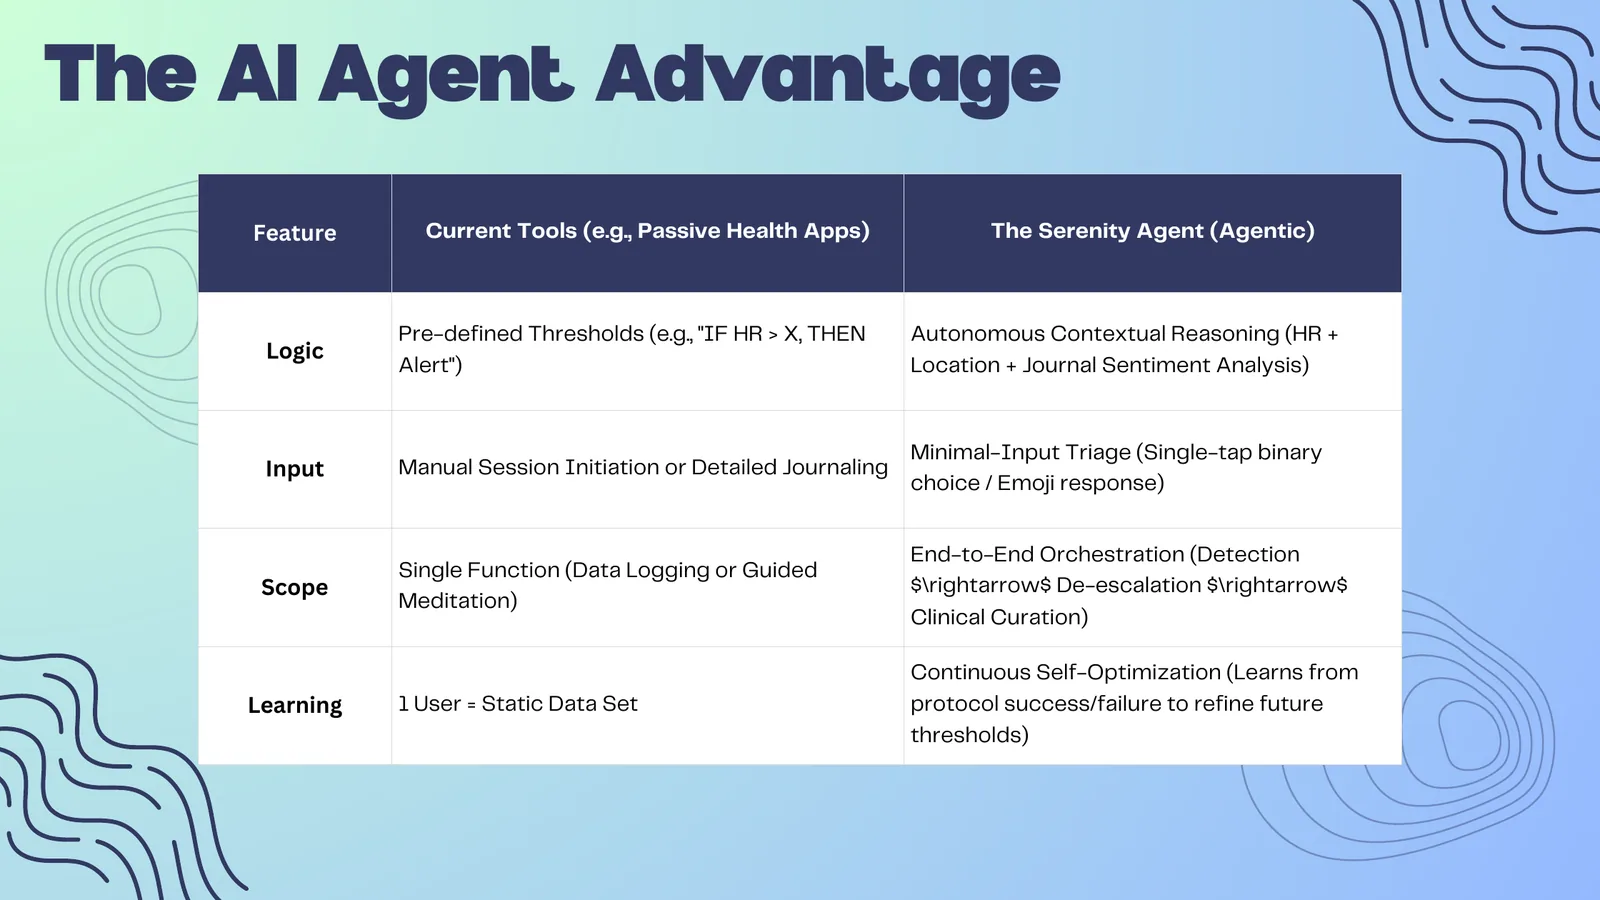 The AI Agent Advantage
Feature
Current Tools (e.g., Passive Health Apps)
The Serenity Agent (Agentic)
Logic
Pre-defined Thresholds (e.g., "IF HR > X, THEN
Alert")
Autonomous Contextual Reasoning (HR +
Location + Journal Sentiment Analysis)
Input
Manual Session Initiation or Detailed Journaling
Minimal-Input Triage (Single-tap binary
choice / Emoji response)
Scope
Single Function (Data Logging or Guided
Meditation)
End-to-End Orchestration (Detection
$\rightarrow$ De-escalation $\rightarrow$
Clinical Curation)
Learning
1 User = Static Data Set
Continuous Self-Optimization (Learns from
protocol success/failure to refine future
thresholds)